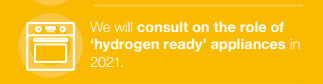 We will consult on the role of
‘hydrogen ready’ appliances in
2021.